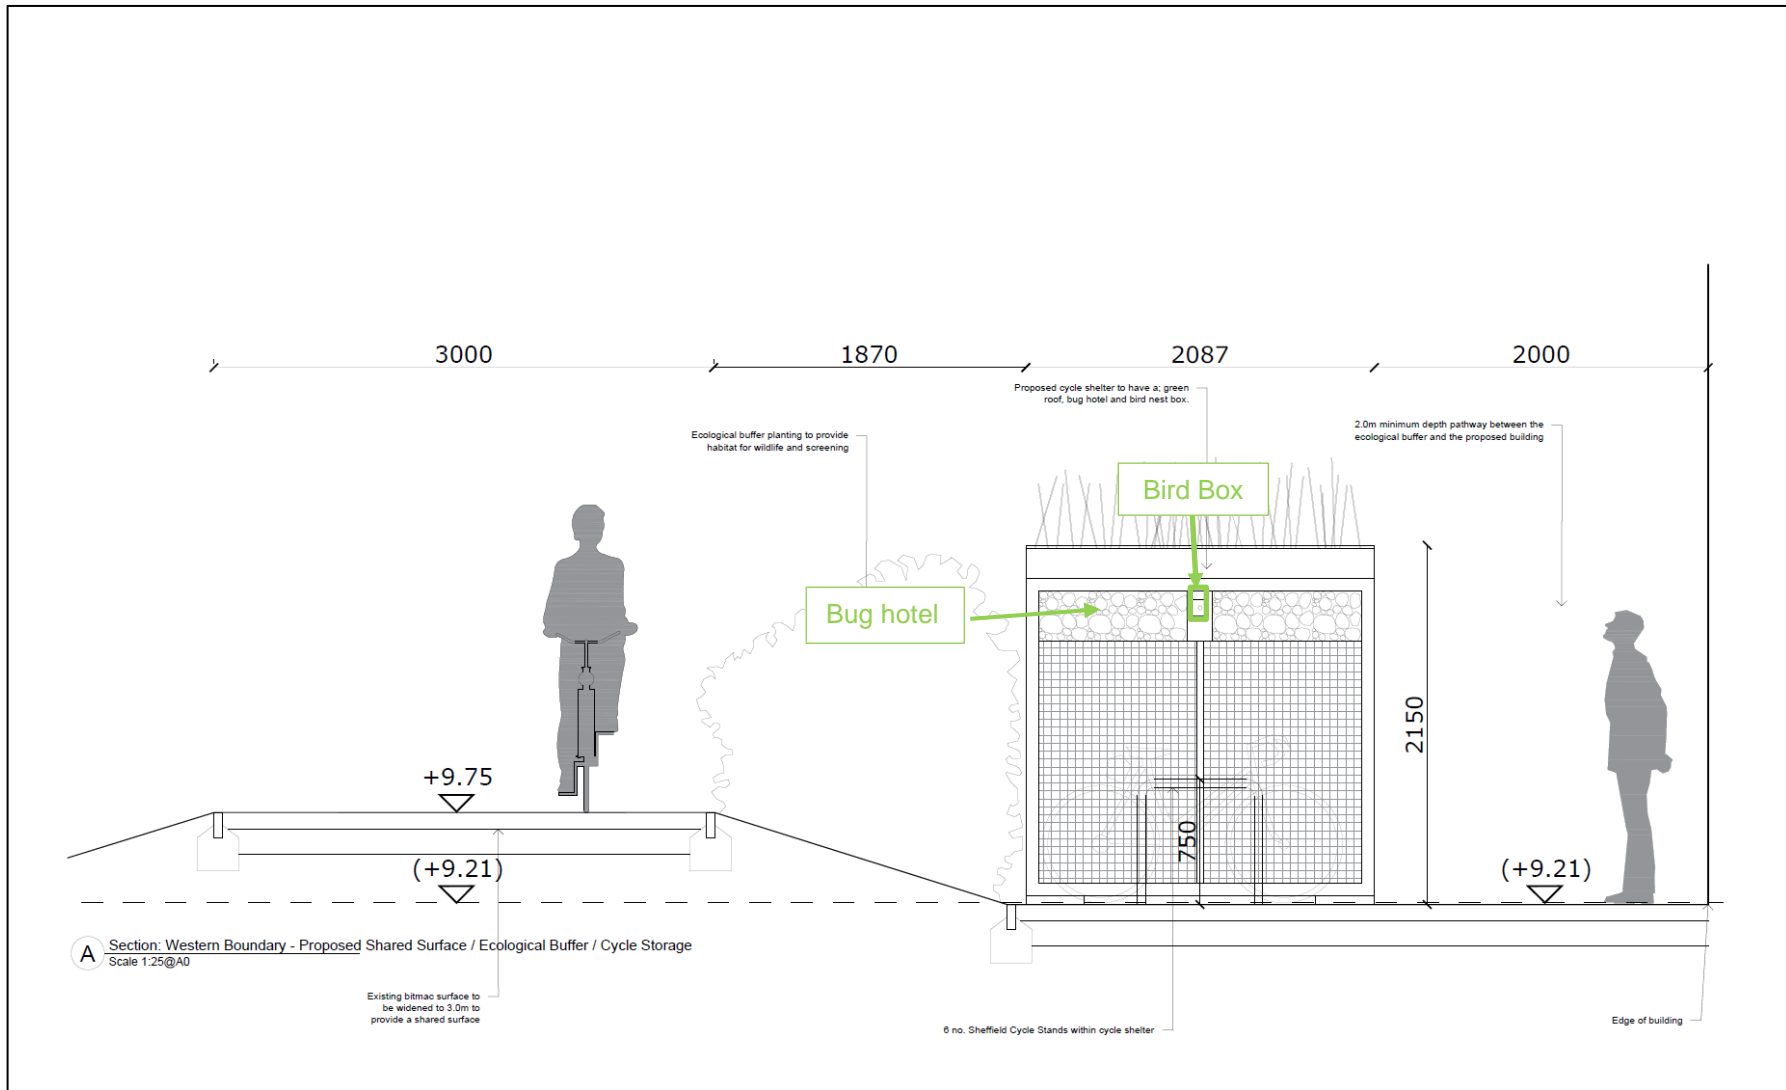 3000
1870
2087
2000
Proposed cycle shelter to have a; green
roof, bug hotel and bird nest box.
Ecological buffer planting to provide
habitat for wildlife and screening
2.0m minimum depth pathway between the
ecological buffer and the proposed building
Bird Box
Bug hotel
2150
+9.75
750
(+9.21)
(+9.21)
A
Section: Western Boundary - Proposed Shared Surface / Ecological Buffer / Cycle Storage
Scale 1:25@A0
Existing bitmac surface to
be widened to 3.0m to
provide a shared surface
6 no. Sheffield Cycle Stands within cycle shelter
Edge of building